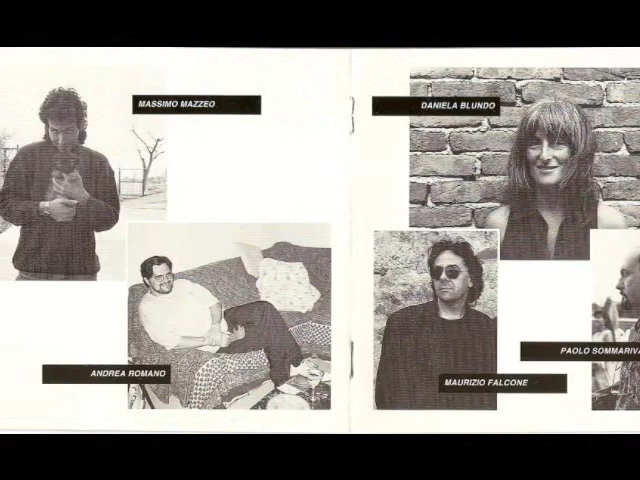 MASSIMO MAZZEO
DANIELA BLUNDO
ANDREA ROMANO
MAURIZIO FALCONE
PAOLO SOMMARIVA